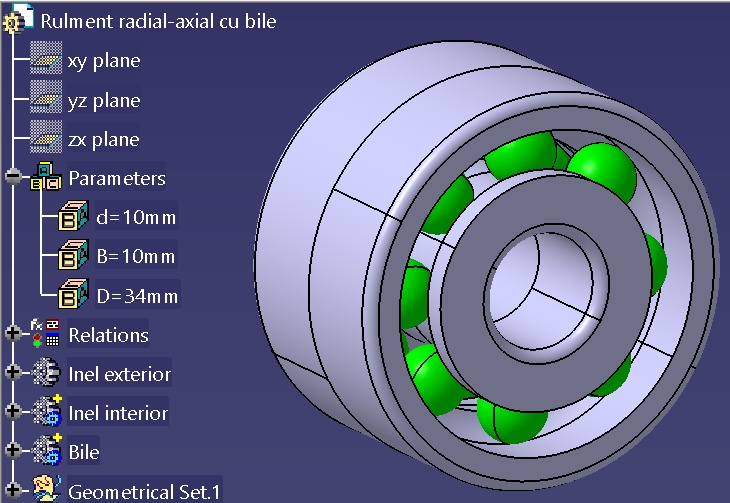 Rulment radial-axial cu bile
xy plane
yz plane
zx plane
Parameters
d=10mm
B=10mm
D=34mm
Relations
Inel exterior
Inel interior
Bile
Geometrical Set.1